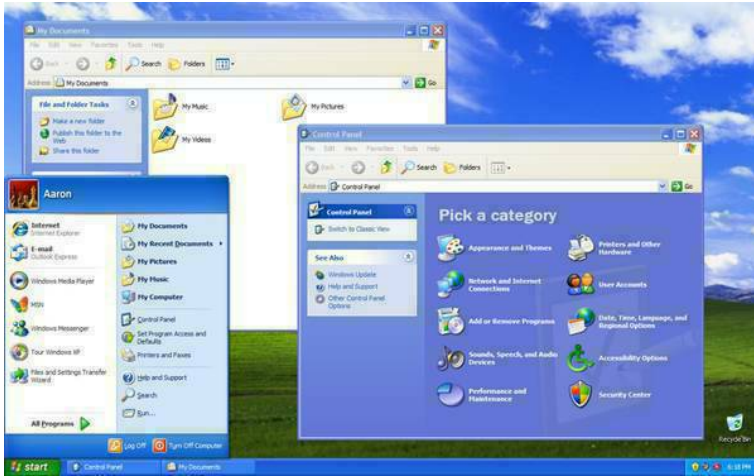 My Documents
File Edit View Favorites Tools Help
Back Search Folders
Address My Documents Go
File and Folder Tasks
Make a new folder
Publish this folder to the
Web
Share this folder
My Music
My Pictures
My Videos
Control Panel
File Edit View Favorites Tools Help
Back Search Folders
Address Control Panel Go
Control Panel
Switch to Classic View
See Also
Windows Update
Help and Support
Other Control Panel
Options
Pick a category
Appearance and Themes
Printers and Other
Hardware
Network and Internet
Connections
User Accounts
Add or Remove Programs
Date, Time, Language, and
Regional Options
Sounds, Speech, and Audio
Devices
Accessibility Options
Performance and
Maintenance
Security Center
Aaron
Internet
Internet Explorer
E-mail
Outlook Express
Windows Media Player
MSN
Windows Messenger
Tour Windows XP
Files and Settings Transfer
Wizard
All Programs
My Documents
My Recent Documents
My Pictures
My Music
My Computer
Control Panel
Set Program Access and
Defaults
Printers and Faxes
Help and Support
Search
Run...
Log Off Turn Off Computer
Recycle Bin
start Control Panel My Documents 6:18 PM